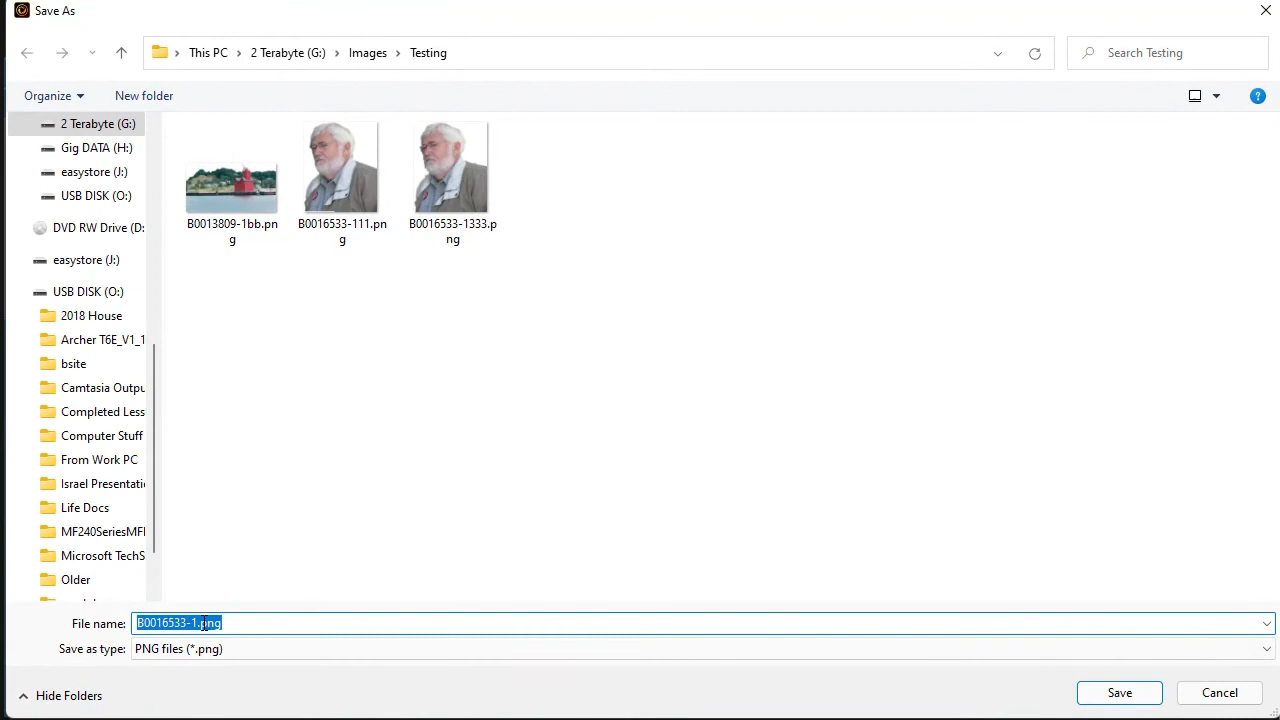 Save As
This PC > 2 Terabyte (G:) > Images > Testing
Search Testing
Organize
New folder
2 Terabyte (G:)
Gig DATA (H:)
easystore (J:)
USB DISK (O:)
DVD RW Drive (D:
easystore (J:)
USB DISK (O:)
2018 House
Archer T6E_V1_1
bsite
Camtasia Outpu
Completed Less
Computer Stuff
From Work PC
Israel Presentati
Life Docs
MF240SeriesMFI
Microsoft TechS
Older
B0013809-1bb.pn
g
B0016533-111.pn
g
B0016533-1333.p
ng
File name: B0016533-1.png
Save as type: PNG files (*.png)
Hide Folders
Save
Cancel